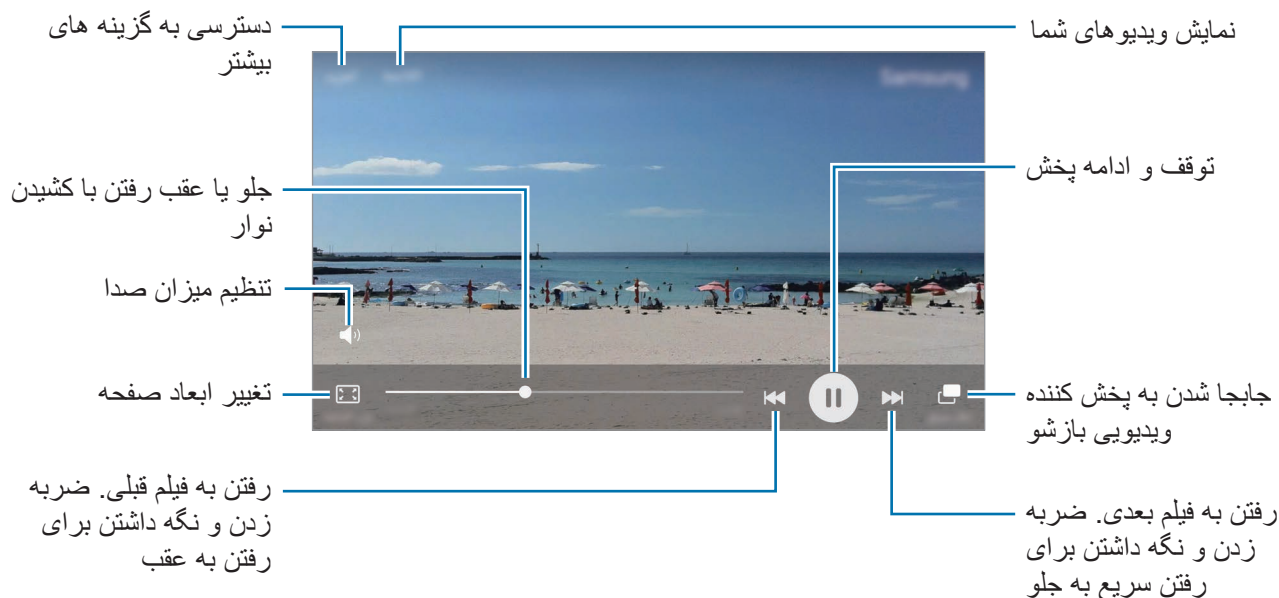 دسترسی به گزینه های
بیشتر
نمایش ویدیوهای شما
توقف و ادامه پخش
جلو یا عقب رفتن با کشیدن
نوار
تنظیم میزان صدا
تغییر ابعاد صفحه
جابجا شدن به پخش کننده
ویدیویی بازشو
رفتن به فیلم قبلی. ضربه
زدن و نگه داشتن برای
رفتن به عقب
رفتن به فیلم بعدی. ضربه
زدن و نگه داشتن برای
رفتن سریع به جلو